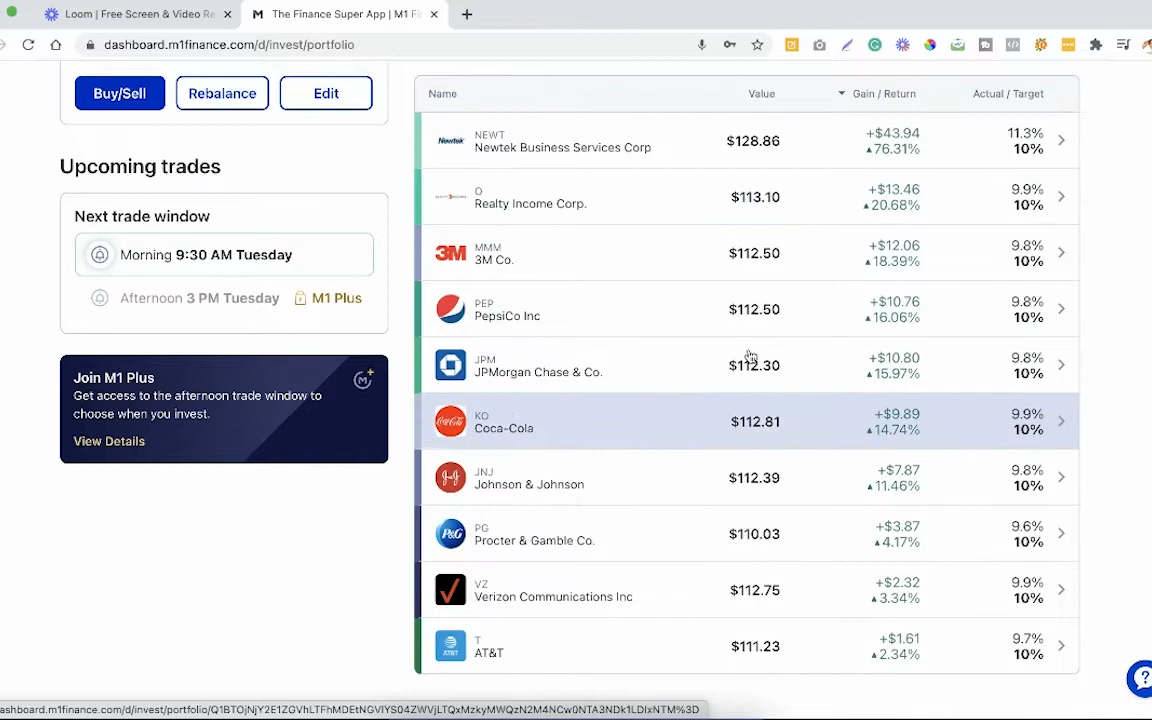 Loom | Free Screen & Video Re
The Finance Super App | M1 Fi
dashboard.m1finance.com/d/invest/portfolio
Buy/Sell
Rebalance
Edit
Upcoming trades
Next trade window
Morning 9:30 AM Tuesday
Afternoon 3 PM Tuesday M1 Plus
Join M1 Plus
Get access to the afternoon trade window to
choose when you invest.
View Details
Name Value Gain / Return Actual / Target
Newtek
NEWT
Newtek Business Services Corp
$128.86
+$43.94
▲76.31%
11.3%
10%
O
Realty Income Corp.
$113.10
+$13.46
▲20.68%
9.9%
10%
3M
MMM
3M Co.
$112.50
+$12.06
▲18.39%
9.8%
10%
PEP
PepsiCo Inc
$112.50
+$10.76
▲16.06%
9.8%
10%
JPM
JPMorgan Chase & Co.
$112.30
+$10.80
▲15.97%
9.8%
10%
Coca-Cola
KO
Coca-Cola
$112.81
+$9.89
▲14.74%
9.9%
10%
JNJ
Johnson & Johnson
$112.39
+$7.87
▲11.46%
9.8%
10%
P&G
PG
Procter & Gamble Co.
$110.03
+$3.87
▲4.17%
9.6%
10%
VZ
Verizon Communications Inc
$112.75
+$2.32
▲3.34%
9.9%
10%
AT&T
T
AT&T
$111.23
+$1.61
▲2.34%
9.7%
10%